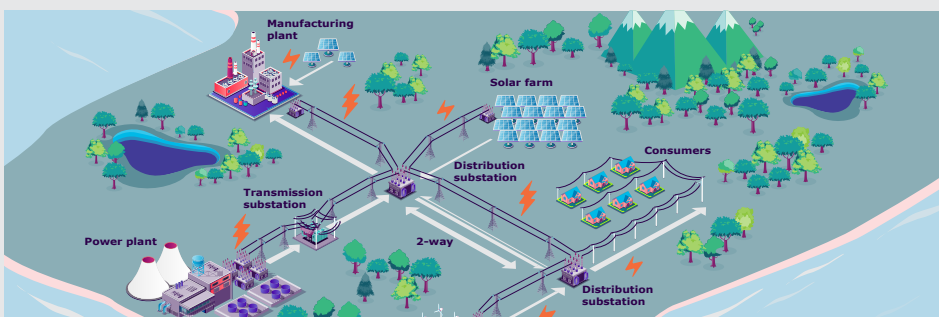 Manufacturing
plant
Solar farm
Consumers
Distribution
substation
Transmission
substation
Power plant
2-way
Distribution
substation